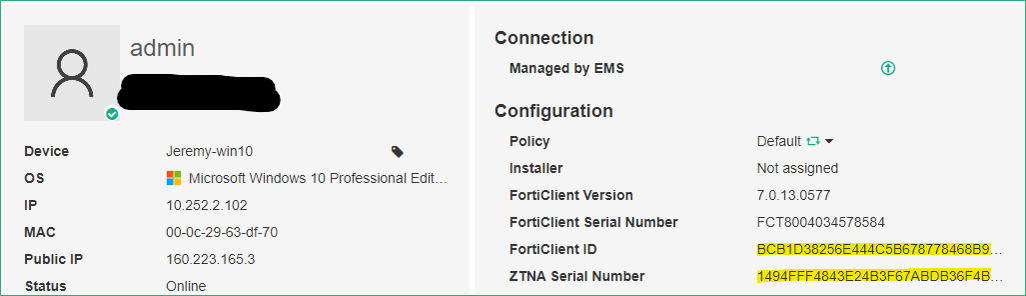 admin
Device Jeremy-win10
OS Microsoft Windows 10 Professional Edit...
IP 10.252.2.102
MAC 00-0c-29-63-df-70
Public IP 160.223.165.3
Status Online
Connection
Managed by EMS
Configuration
Policy Default
Installer Not assigned
FortiClient Version 7.0.13.0577
FortiClient Serial Number FCT8004034578584
FortiClient ID BCB1D38256E444C5B678778468B9...
ZTNA Serial Number 1494FFF4843E24B3F67ABDB36F4B...